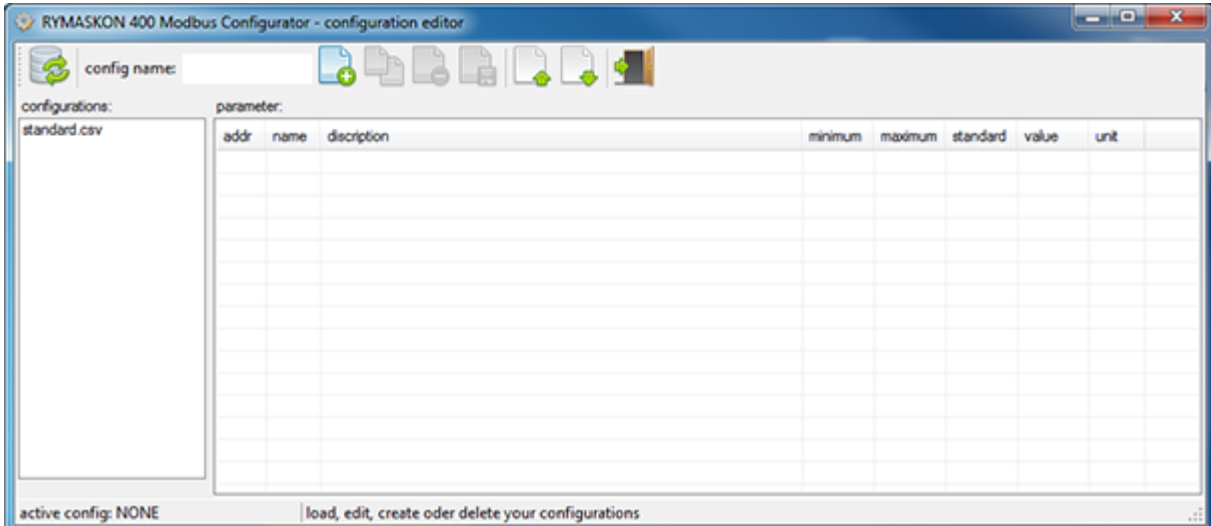 RYMASKON 400 Modbus Configurator - configuration editor
config name:
configurations:
parameter:
standard.csv
addr name discription minimum maximum standard value unit
active config: NONE
load, edit, create oder delete your configurations